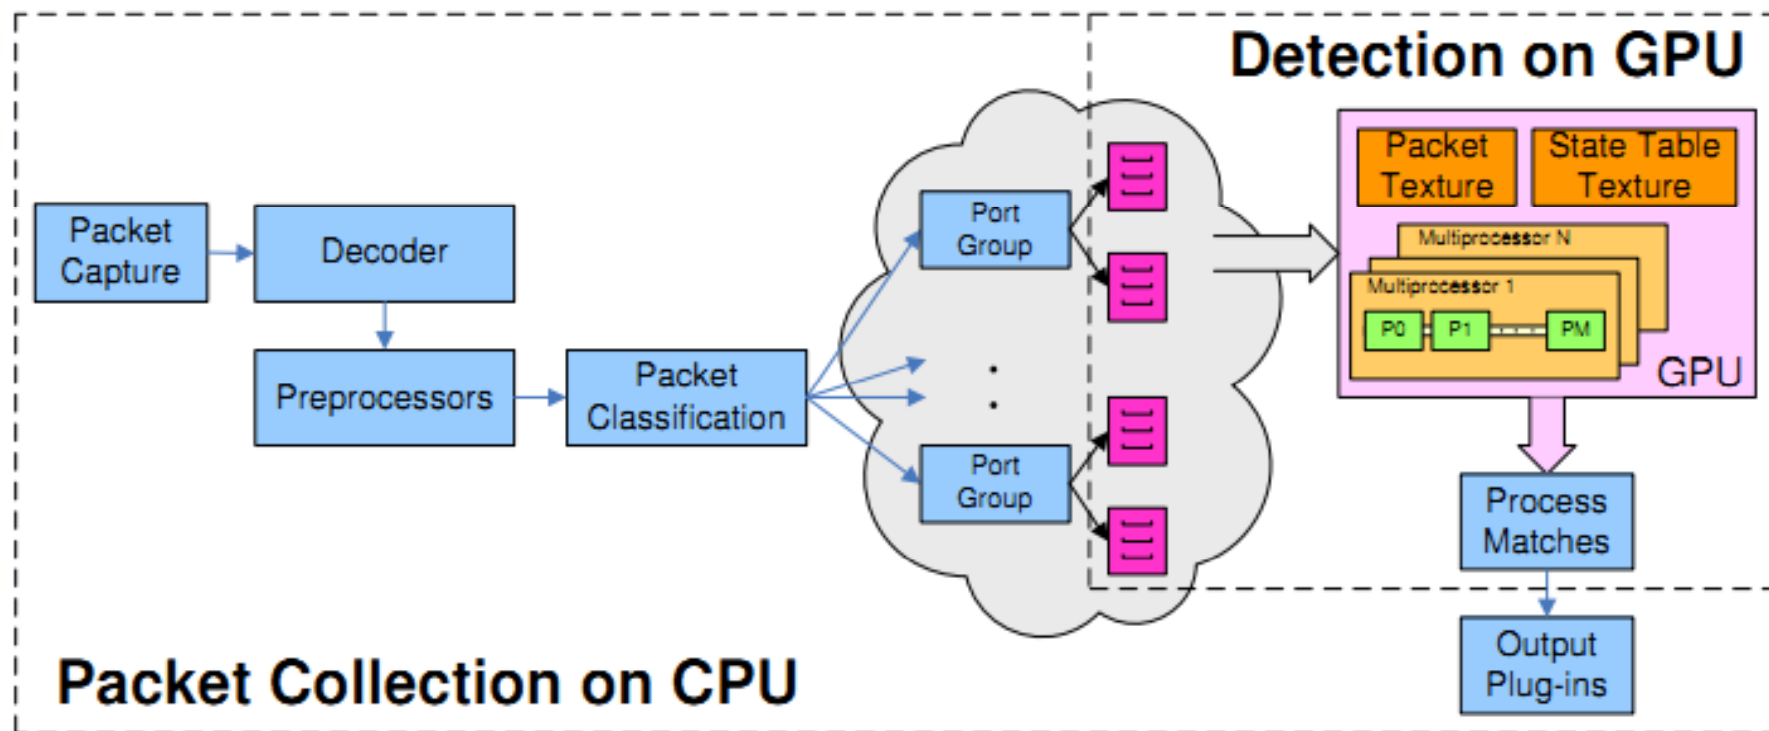 Detection on GPU
Packet
Capture
Decoder
Preprocessors
Packet
Classification
Port
Group
Port
Group
Packet
Texture
State Table
Texture
Multiprocessor N
Multiprocessor 1
P0
P1
PM
GPU
Process
Matches
Output
Plug-ins
Packet Collection on CPU